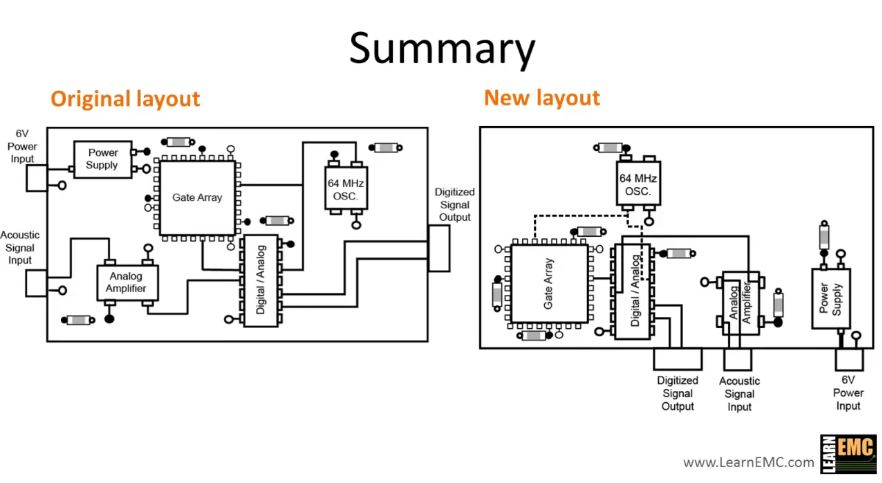 Summary
Original layout
New layout
6V
Power
Input
Power
Supply
Gate Array
64 MHz
OSC.
Digitized
Signal
Output
Acoustic
Signal
Input
Analog
Amplifier
Digital / Analog
64 MHz
OSC.
Gate Array
Digital / Analog
Analog
Amplifier
Power
Supply
Digitized
Signal
Output
Acoustic
Signal
Input
6V
Power
Input
www.LearnEMC.com
LEARN
EMC